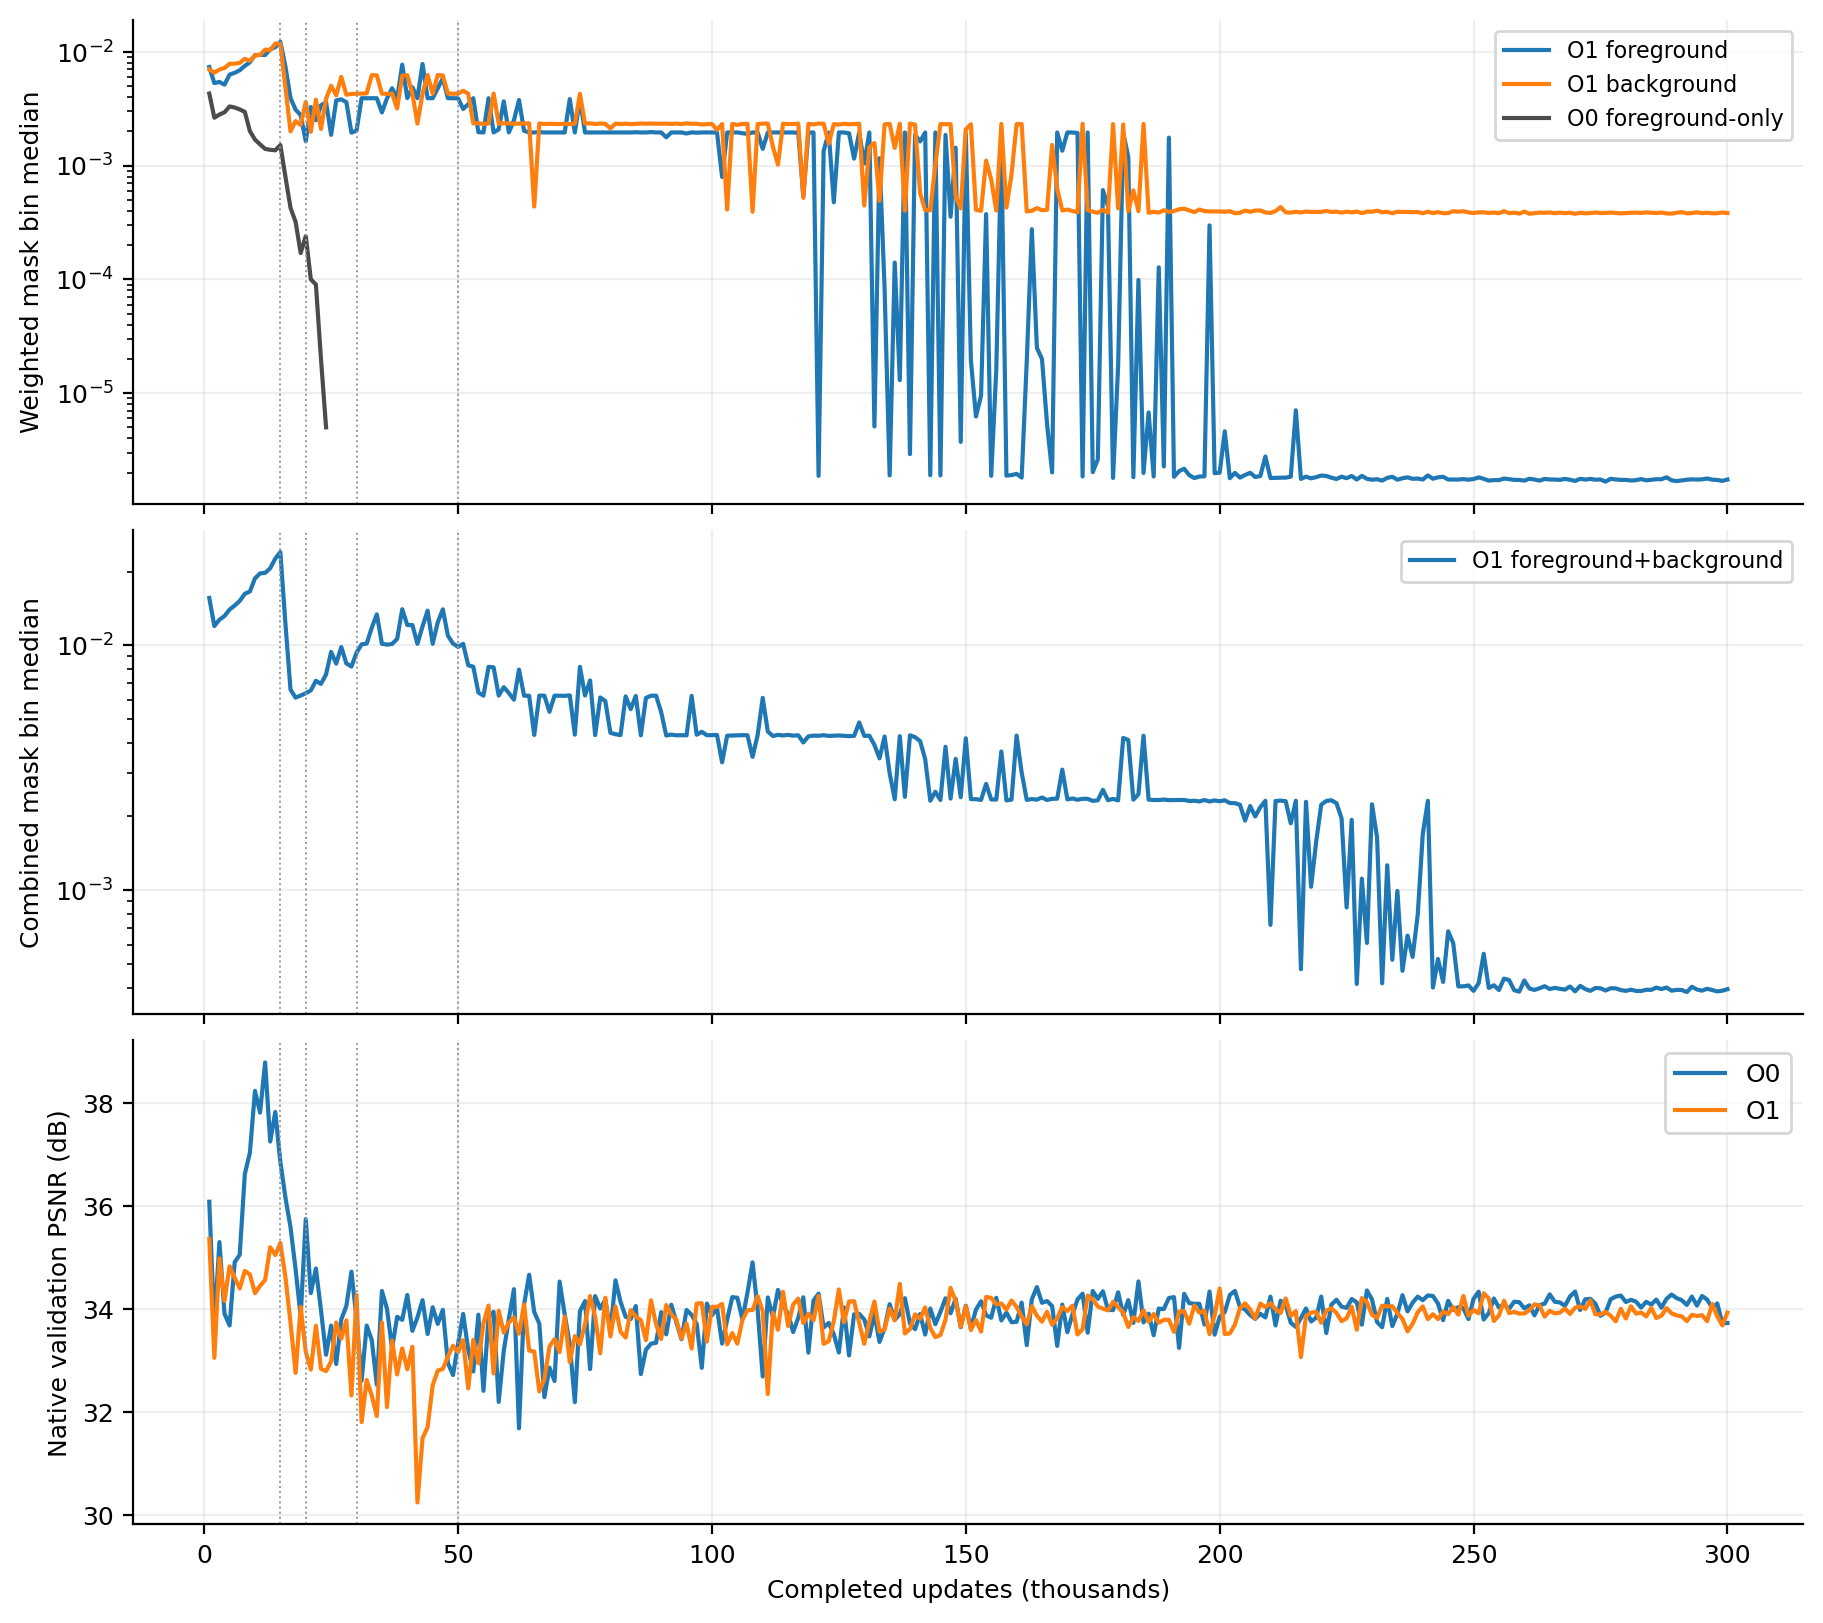 Weighted mask bin median
10⁻²
10⁻³
10⁻⁴
10⁻⁵
O1 foreground
O1 background
O0 foreground-only
Combined mask bin median
10⁻²
10⁻³
O1 foreground+background
Native validation PSNR (dB)
38
36
34
32
30
O0
O1
0 50 100 150 200 250 300
Completed updates (thousands)